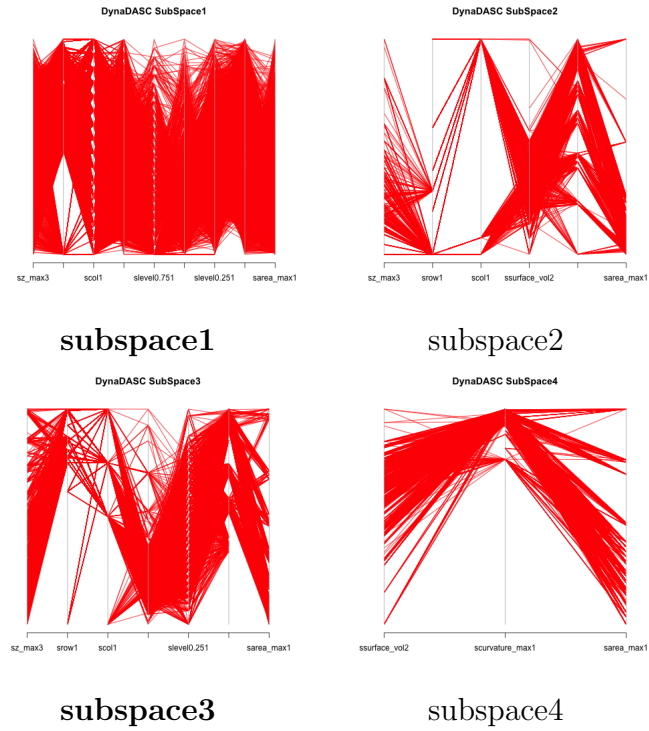 DynaDASC SubSpace1
sz_max3 scol1 slevel0.751 slevel0.251 sarea_max1
subspace1
DynaDASC SubSpace2
sz_max3 srow1 scol1 ssurface_vol2 sarea_max1
subspace2
DynaDASC SubSpace3
sz_max3 srow1 scol1 slevel0.251 sarea_max1
subspace3
DynaDASC SubSpace4
ssurface_vol2 scurvature_max1 sarea_max1
subspace4